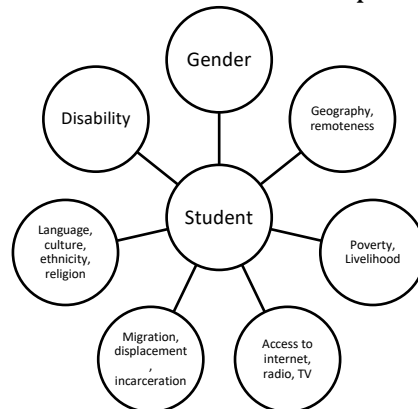 Gender
Geography,
remoteness
Disability
Student
Language,
culture,
ethnicity,
religion
Poverty,
Livelihood
Migration,
displacement
,
incarceration
Access to
internet,
radio, TV